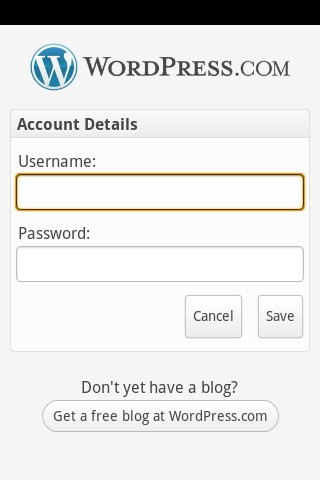 WORDPRESS.COM
Account Details
Username:
Password:
Cancel Save
Don't yet have a blog?
Get a free blog at WordPress.com